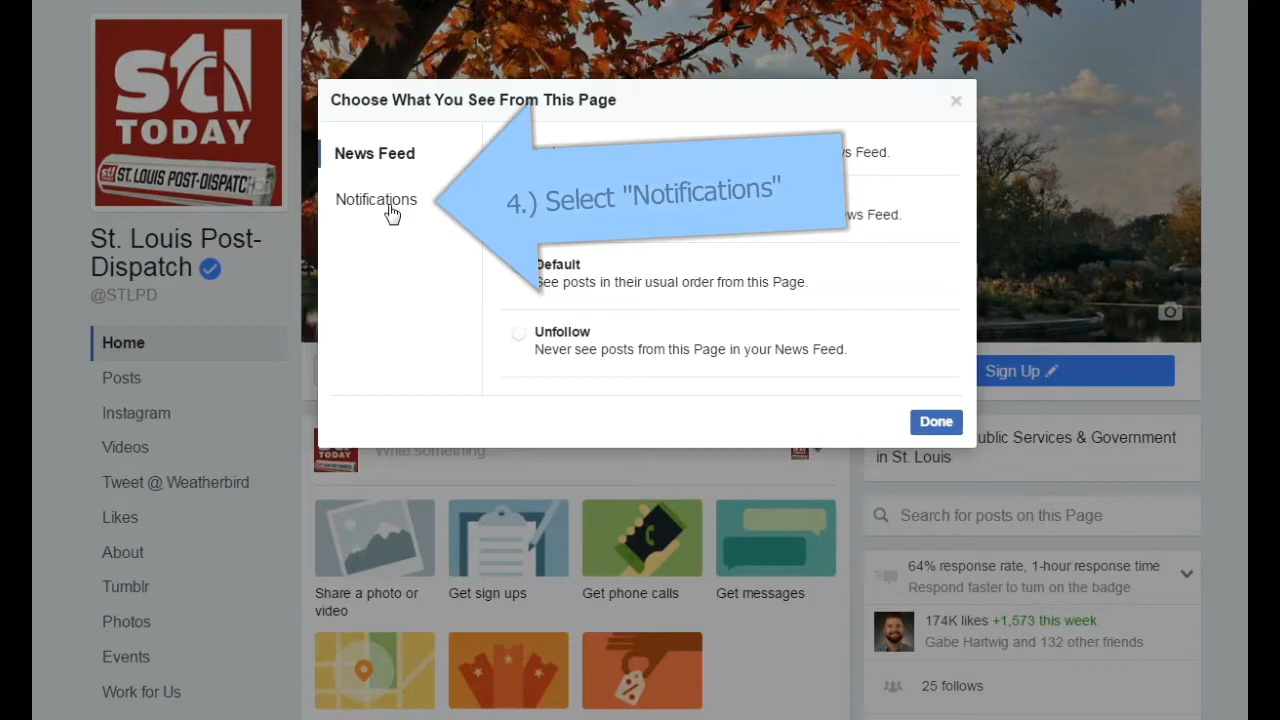 stl
TODAY
stl ST. LOUIS POST-DISPATCH
St. Louis Post-
Dispatch
@STLPD
Home
Posts
Instagram
Videos
Tweet @ Weatherbird
Likes
About
Tumblr
Photos
Events
Work for Us
Choose What You See From This Page
×
News Feed
Notifications
4.) Select "Notifications"
Feed.
Feed.
Default
See posts in their usual order from this Page.
Unfollow
Never see posts from this Page in your News Feed.
Done
Sign Up
TODAY
Write something...
Share a photo or
video
Get sign ups
Get phone calls
Get messages
Public Services & Government
in St. Louis
Search for posts on this Page
64% response rate, 1-hour response time
Respond faster to turn on the badge
174K likes +1,573 this week
Gabe Hartwig and 132 other friends
25 follows